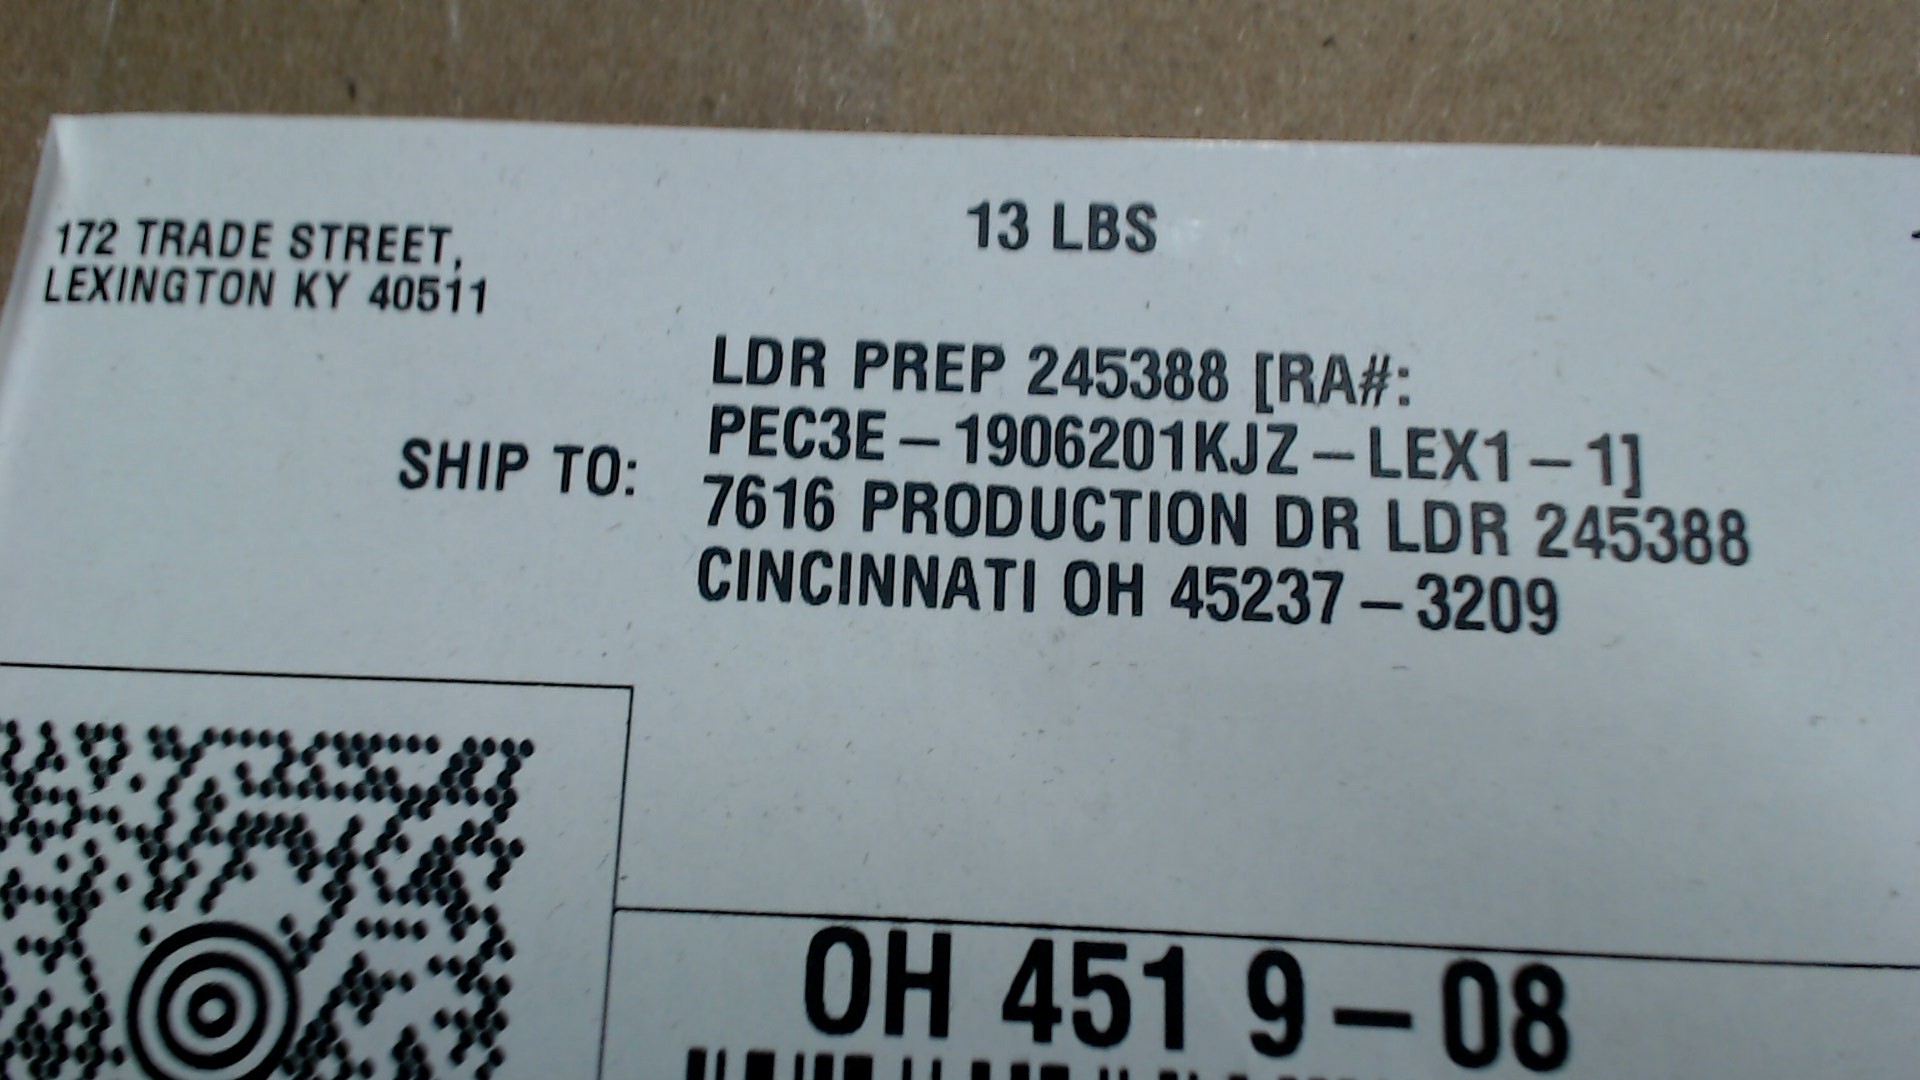 172 TRADE STREET,
LEXINGTON KY 40511
13 LBS
SHIP TO:
LDR PREP 245388 [RA#:
PEC3E-1906201KJZ-LEX1-1]
7616 PRODUCTION DR LDR 245388
CINCINNATI OH 45237-3209
OH 451 9-08